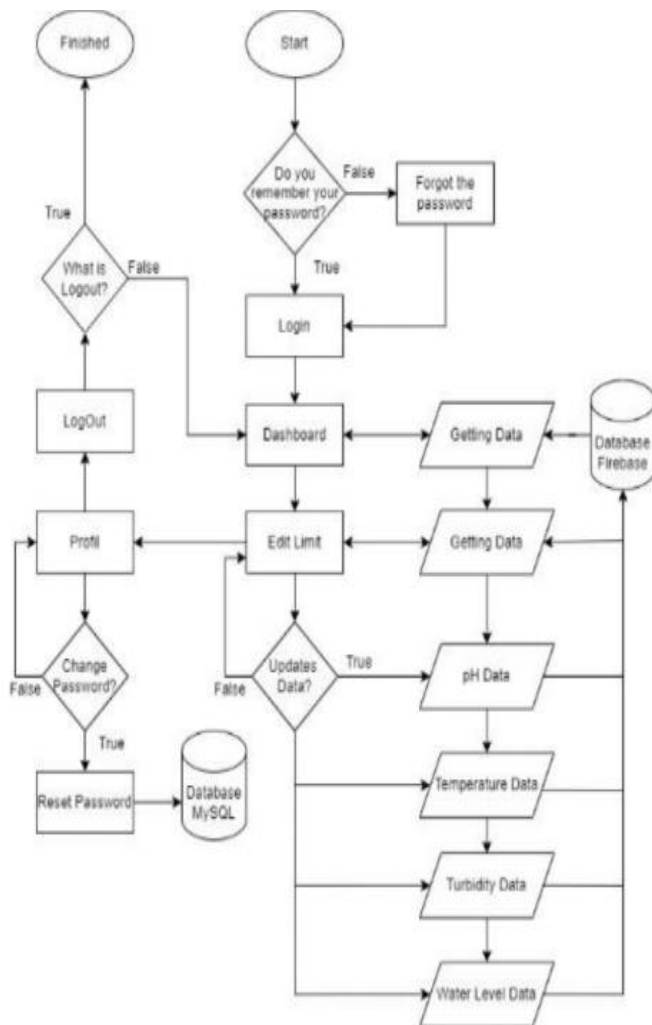 Finished
Start
Do you
remember your
password?
False
Forgot the
password
True
True
What is
Logout?
False
Login
LogOut
Dashboard
Getting Data
Database
Firebase
Profil
Edit Limit
Getting Data
Change
Password?
False
True
Updates
Data?
False
True
pH Data
Reset Password
Database
MySQL
Temperature Data
Turbidity Data
Water Level Data